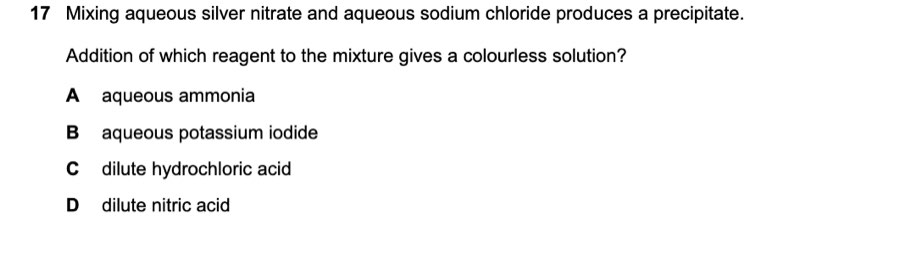 17 Mixing aqueous silver nitrate and aqueous sodium chloride produces a precipitate.
Addition of which reagent to the mixture gives a colourless solution?
A aqueous ammonia
B aqueous potassium iodide
C dilute hydrochloric acid
D dilute nitric acid